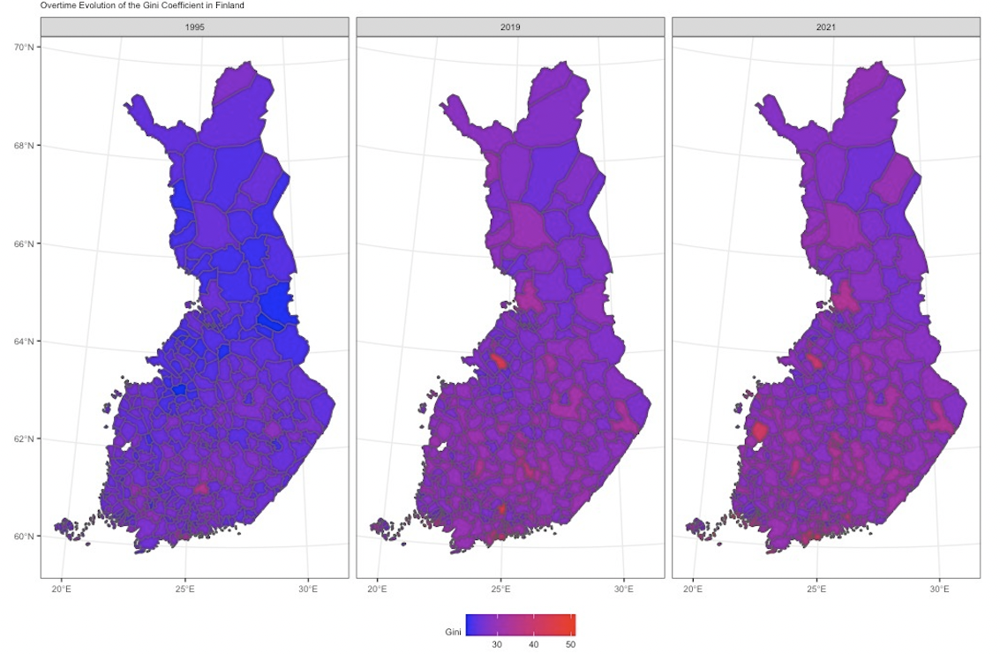 Overtime Evolution of the Gini Coefficient in Finland
1995 2019 2021
70°N
68°N
66°N
64°N
62°N
60°N
20°E 25°E 30°E 20°E 25°E 30°E 20°E 25°E 30°E
Gini
30 40 50